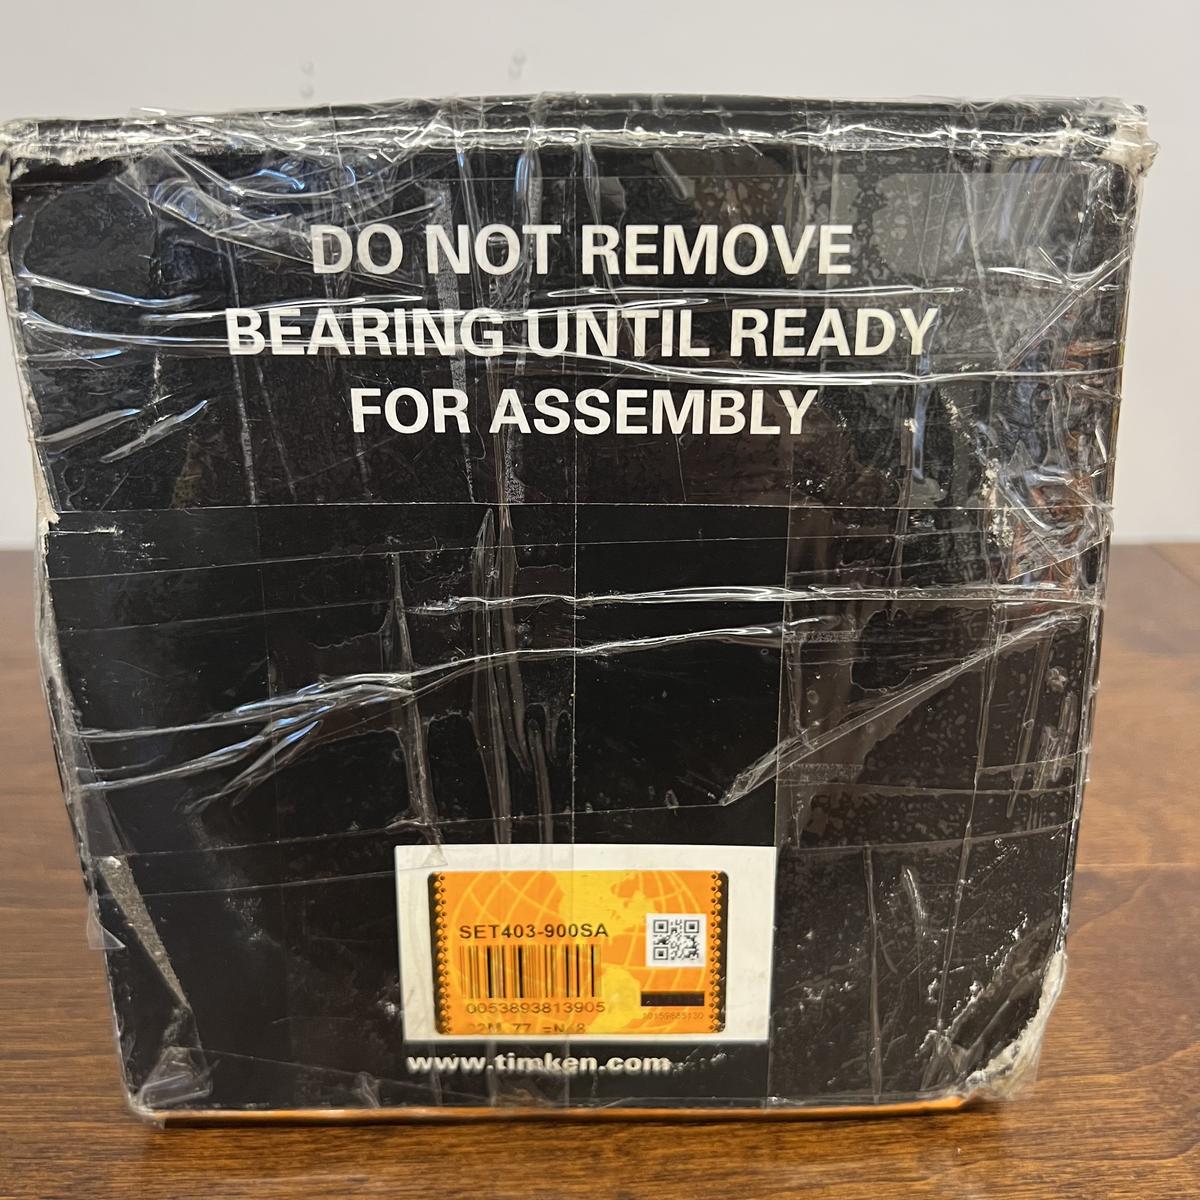 DO NOT REMOVE
BEARING UNTIL READY
FOR ASSEMBLY
SET403-900SA
0053893813905
www.timken.com